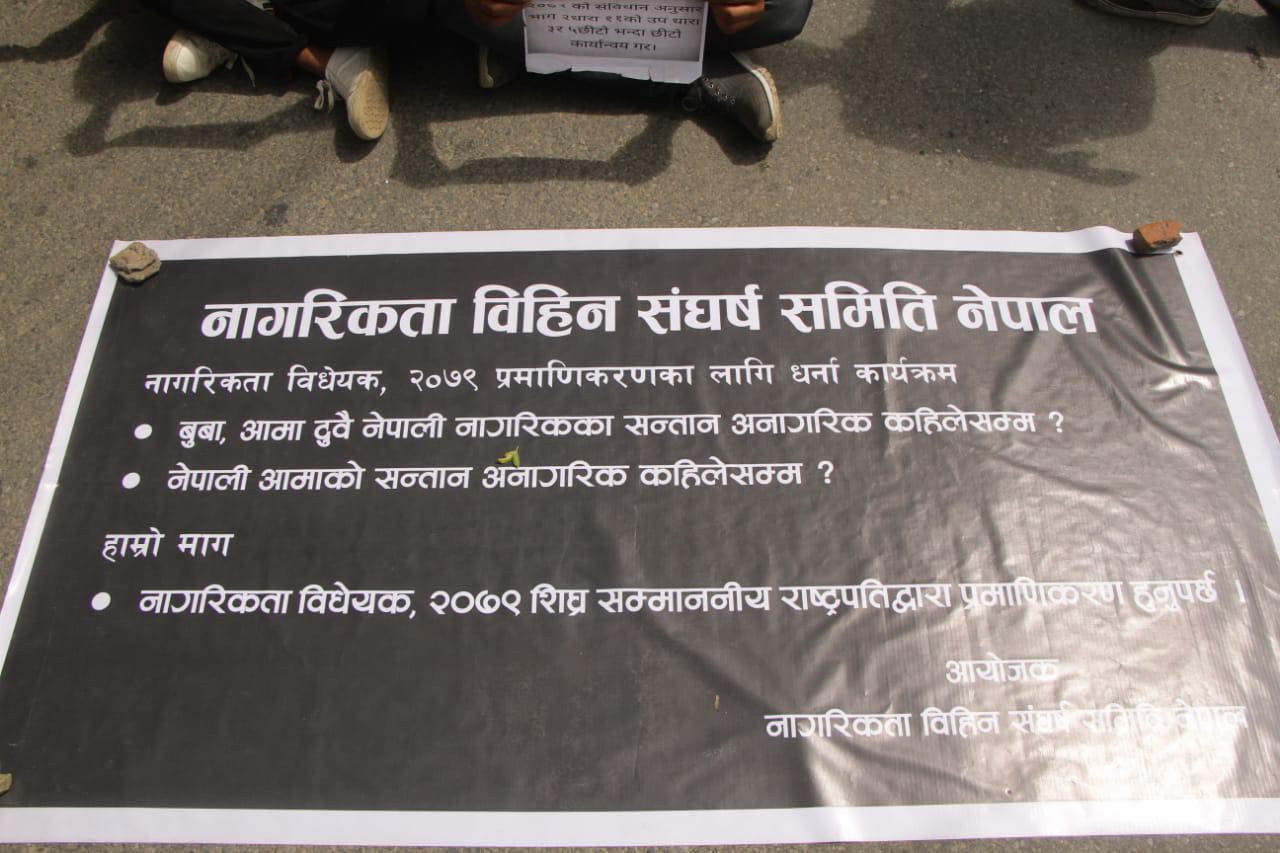 २०७२ को संविधान अनुसार
भाग २धारा ११को उप धारा
३र ५छीटो भन्दा छीटो
कार्यान्वय गर।
नागरिकता विहिन संघर्ष समिति नेपाल
नागरिकता विधेयक, २०७९ प्रमाणिकरणका लागि धर्ना कार्यक्रम
• बुबा, आमा दुवै नेपाली नागरिकका सन्तान अनागरिक कहिलेसम्म ?
• नेपाली आमाको सन्तान अनागरिक कहिलेसम्म ?
हाम्रो माग
• नागरिकता विधेयक, २०७९ शिघ्र सम्माननीय राष्ट्रपतिद्वारा प्रमाणिकरण हुनुपर्छ ।
आयोजक
नागरिकता विहिन संघर्ष समिति नेपाल